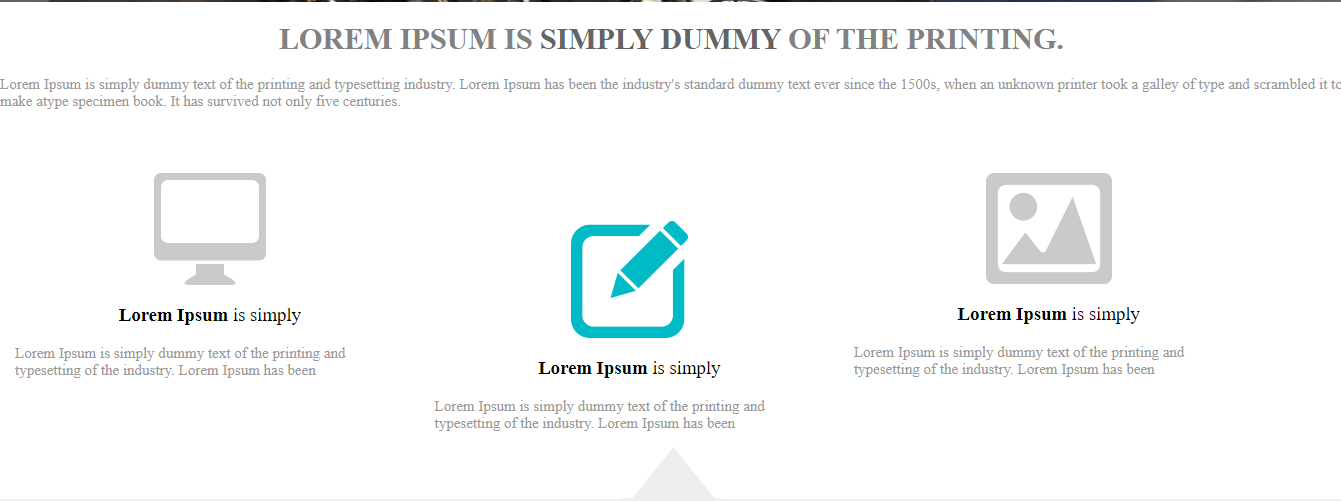 LOREM IPSUM IS SIMPLY DUMMY OF THE PRINTING.
Lorem Ipsum is simply dummy text of the printing and typesetting industry. Lorem Ipsum has been the industry's standard dummy text ever since the 1500s, when an unknown printer took a galley of type and scrambled it to
make atype specimen book. It has survived not only five centuries.
Lorem Ipsum is simply
Lorem Ipsum is simply dummy text of the printing and
typesetting of the industry. Lorem Ipsum has been
Lorem Ipsum is simply
Lorem Ipsum is simply dummy text of the printing and
typesetting of the industry. Lorem Ipsum has been
Lorem Ipsum is simply
Lorem Ipsum is simply dummy text of the printing and
typesetting of the industry. Lorem Ipsum has been